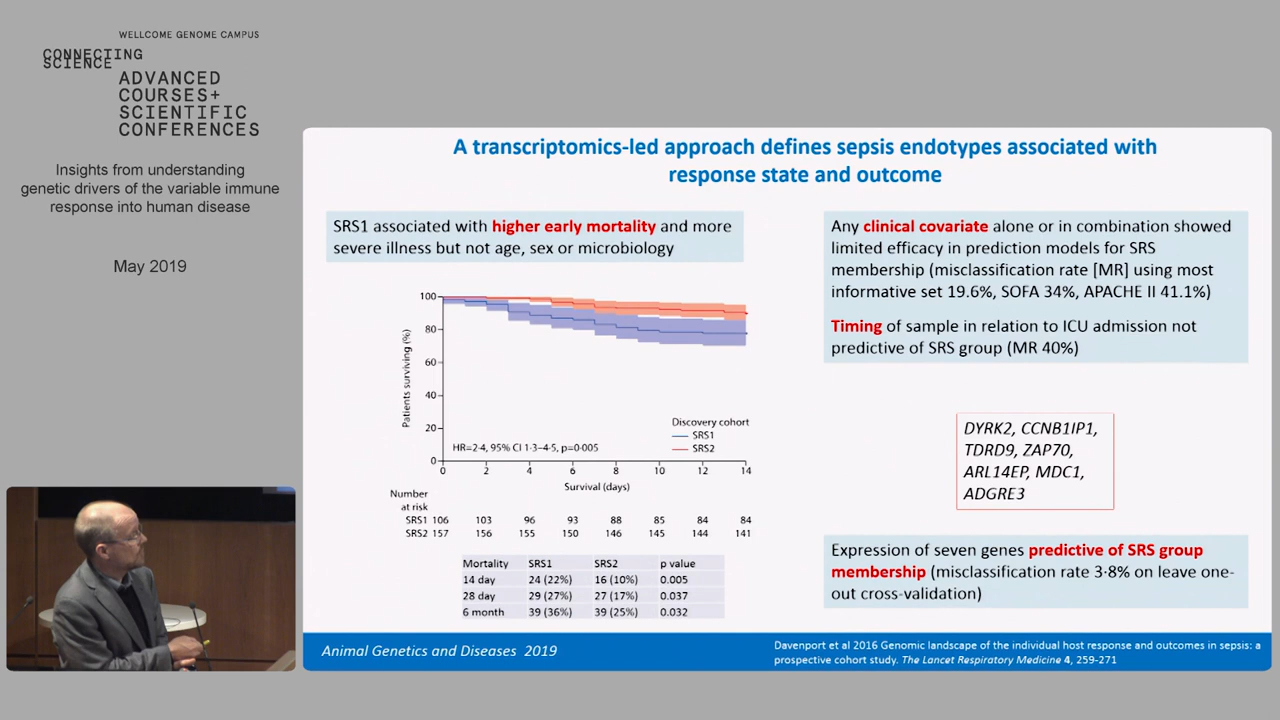 WELLCOME GENOME CAMPUS
CONNECTING
SCIENCE
ADVANCED
COURSES+
SCIENTIFIC
CONFERENCES
Insights from understanding
genetic drivers of the variable immune
response into human disease
May 2019
A transcriptomics-led approach defines sepsis endotypes associated with
response state and outcome
SRS1 associated with higher early mortality and more
severe illness but not age, sex or microbiology
100
80
60
40
20
0
Patients surviving (%)
Discovery cohort
SRS1
SRS2
HR=2·4, 95% CI 1·3–4·5, p=0·005
0 2 4 6 8 10 12 14
Survival (days)
Number
at risk
SRS1 106 103 96 93 88 85 84 84
SRS2 157 156 155 150 146 145 144 141
Mortality SRS1 SRS2 p value
14 day 24 (22%) 16 (10%) 0.005
28 day 29 (27%) 27 (17%) 0.037
6 month 39 (36%) 39 (25%) 0.032
Any clinical covariate alone or in combination showed
limited efficacy in prediction models for SRS
membership (misclassification rate [MR] using most
informative set 19.6%, SOFA 34%, APACHE II 41.1%)
Timing of sample in relation to ICU admission not
predictive of SRS group (MR 40%)
DYRK2, CCNB1IP1,
TDRD9, ZAP70,
ARL14EP, MDC1,
ADGRE3
Expression of seven genes predictive of SRS group
membership (misclassification rate 3·8% on leave one-
out cross-validation)
Animal Genetics and Diseases 2019
Davenport et al 2016 Genomic landscape of the individual host response and outcomes in sepsis: a
prospective cohort study. The Lancet Respiratory Medicine 4, 259-271